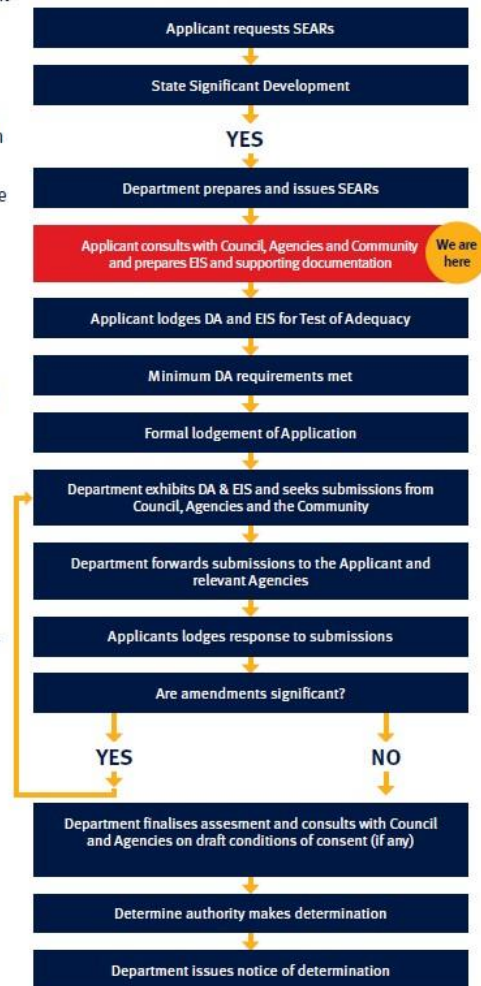 Applicant requests SEARs
State Significant Development
YES
Department prepares and issues SEARs
Applicant consults with Council, Agencies and Community
and prepares EIS and supporting documentation
We are
here
Applicant lodges DA and EIS for Test of Adequacy
Minimum DA requirements met
Formal lodgement of Application
Department exhibits DA & EIS and seeks submissions from
Council, Agencies and the Community
Department forwards submissions to the Applicant and
relevant Agencies
Applicants lodges response to submissions
Are amendments significant?
YES
NO
Department finalises assesment and consults with Council
and Agencies on draft conditions of consent (if any)
Determine authority makes determination
Department issues notice of determination